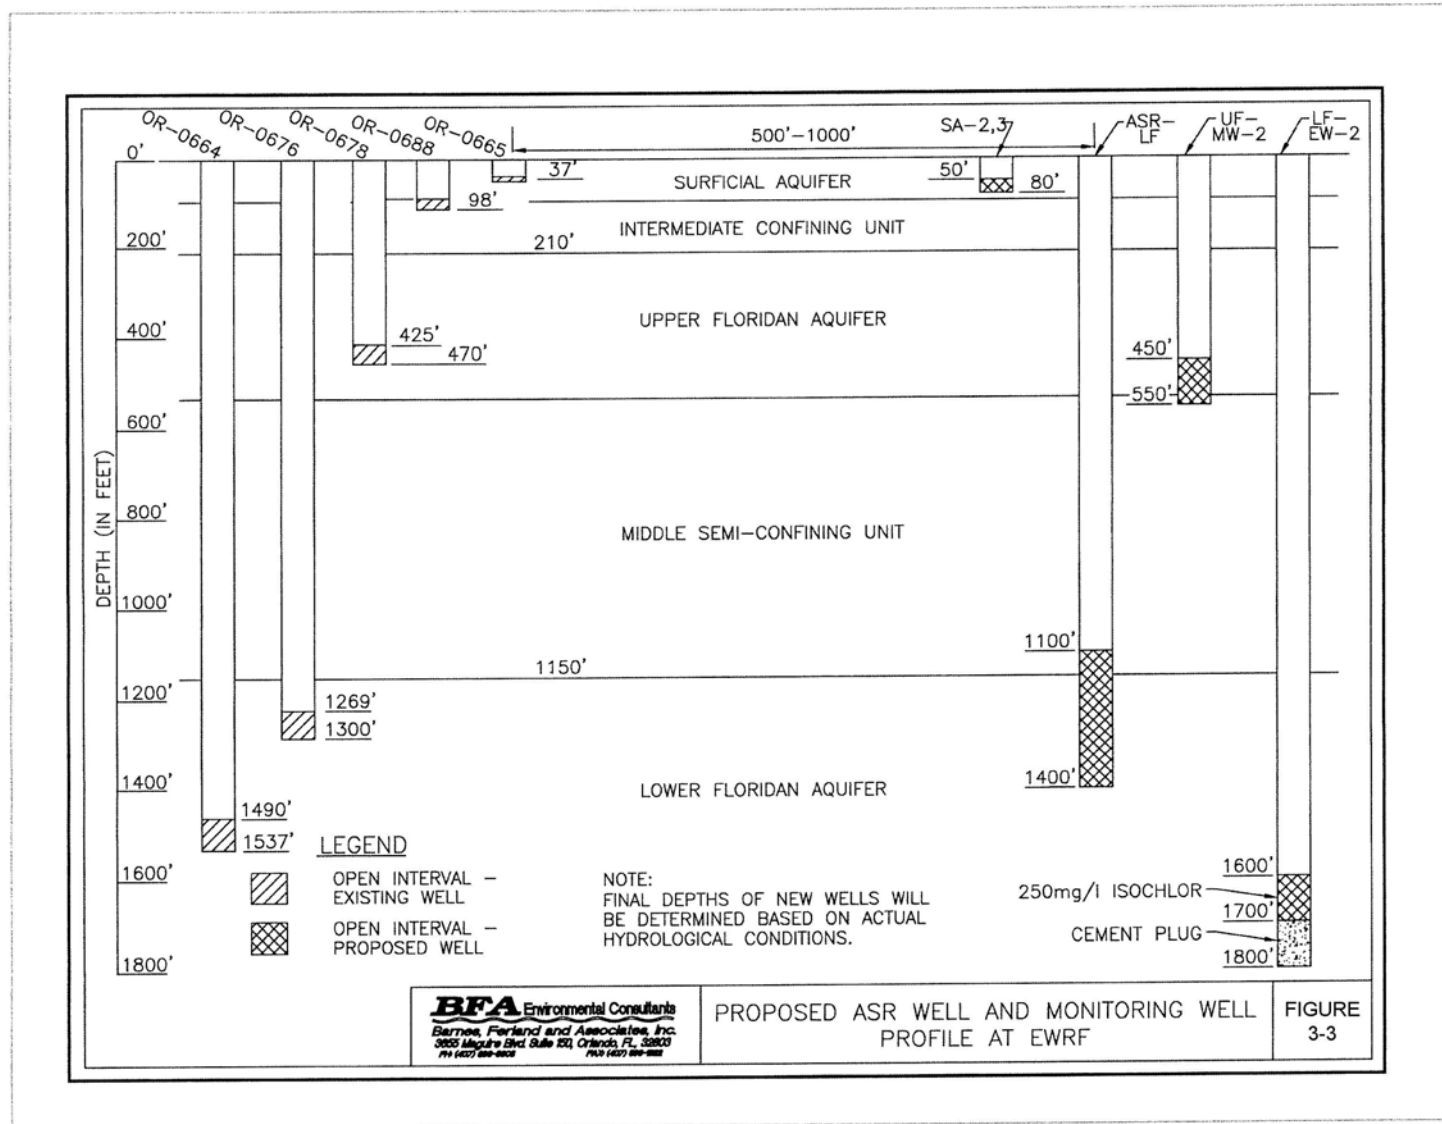 OR-0664
OR-0676
OR-0678
OR-0688
OR-0665
500'-1000'
SA-2,3
ASR-
LF
UF-
MW-2
LF-
EW-2
0'
37'
SURFICIAL AQUIFER
50'
80'
98'
INTERMEDIATE CONFINING UNIT
200'
210'
UPPER FLORIDAN AQUIFER
400'
425'
470'
450'
550'
600'
DEPTH (IN FEET)
800'
MIDDLE SEMI-CONFINING UNIT
1000'
1100'
1150'
1200'
1269'
1300'
1400'
LOWER FLORIDAN AQUIFER
1400'
1490'
1537'
LEGEND
OPEN INTERVAL -
EXISTING WELL
OPEN INTERVAL -
PROPOSED WELL
NOTE:
FINAL DEPTHS OF NEW WELLS WILL
BE DETERMINED BASED ON ACTUAL
HYDROLOGICAL CONDITIONS.
1600'
1600'
250mg/l ISOCHLOR
1700'
CEMENT PLUG
1800'
1800'
BFA Environmental Consultants
Barnes, Ferland and Associates, Inc.
3655 Maguire Blvd. Suite 150, Orlando, FL, 32803
PROPOSED ASR WELL AND MONITORING WELL
PROFILE AT EWRF
FIGURE
3-3